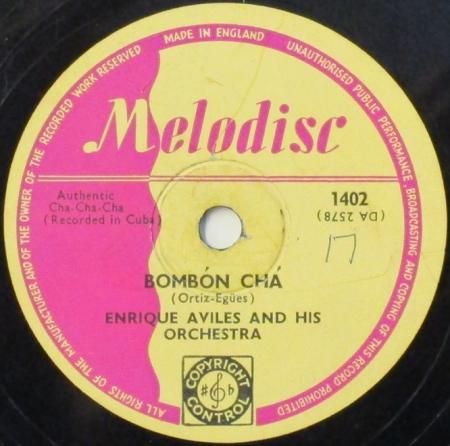 MADE IN ENGLAND
ALL RIGHTS OF THE MANUFACTURER AND OF THE OWNER OF THE RECORDED WORK RESERVED
UNAUTHORISED PUBLIC PERFORMANCE, BROADCASTING AND COPYING OF THIS RECORD PROHIBITED
Melodisc
Authentic
Cha-Cha-Cha
(Recorded in Cuba)
1402
(DA 2578)
17
BOMBÓN CHÁ
(Ortiz-Egües)
ENRIQUE AVILES AND HIS
ORCHESTRA
COPYRIGHT
CONTROL